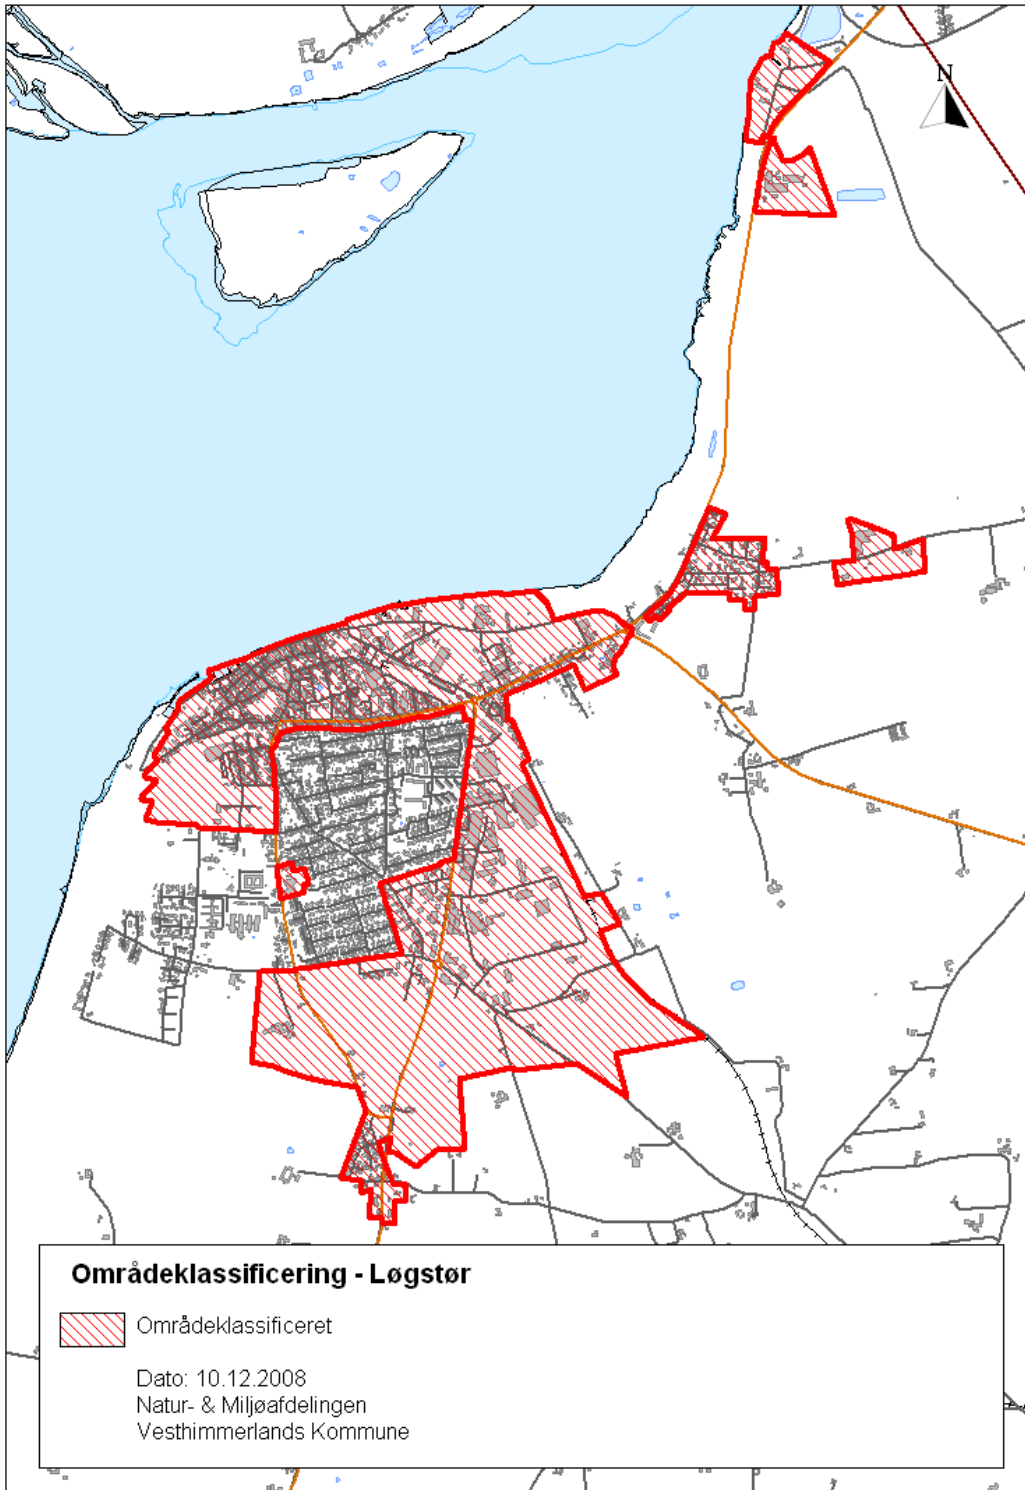 N
Områdeklassificering - Løgstør
Områdeklassificeret
Dato: 10.12.2008
Natur- & Miljøafdelingen
Vesthimmerlands Kommune